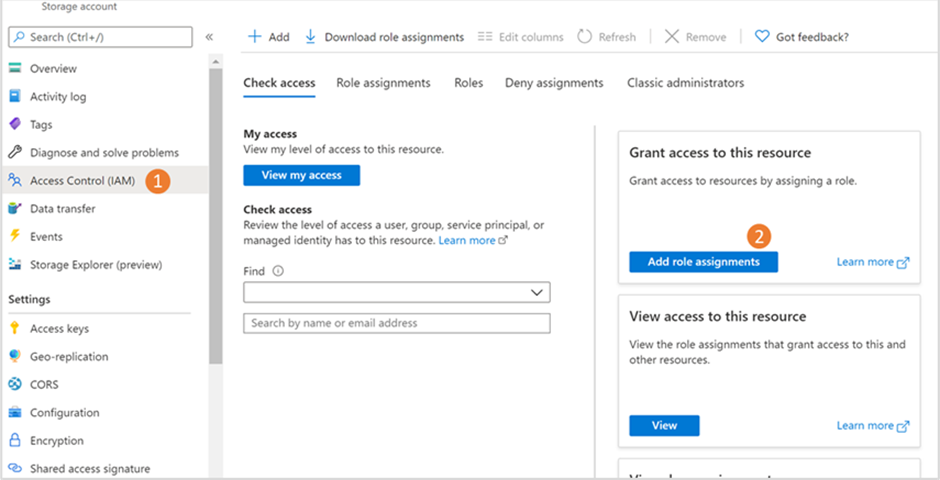 Storage account
Search (Ctrl+/)
«
Overview
Activity log
Tags
Diagnose and solve problems
Access Control (IAM)
1
Data transfer
Events
Storage Explorer (preview)
Settings
Access keys
Geo-replication
CORS
Configuration
Encryption
Shared access signature
Add
Download role assignments
Edit columns
Refresh
Remove
Got feedback?
Check access
Role assignments
Roles
Deny assignments
Classic administrators
My access
View my level of access to this resource.
View my access
Check access
Review the level of access a user, group, service principal, or
managed identity has to this resource. Learn more
Find
Search by name or email address
Grant access to this resource
Grant access to resources by assigning a role.
2
Add role assignments
Learn more
View access to this resource
View the role assignments that grant access to this and
other resources.
View
Learn more